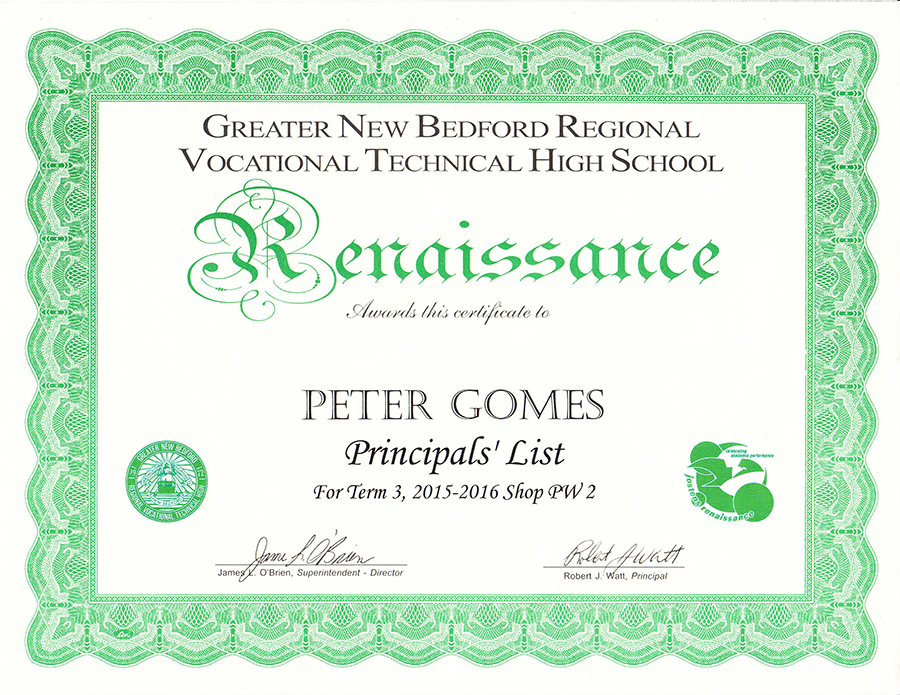 GREATER NEW BEDFORD REGIONAL
VOCATIONAL TECHNICAL HIGH SCHOOL
Renaissance
Awards this certificate to
PETER GOMES
Principals' List
For Term 3, 2015-2016 Shop PW 2
GREATER NEW BEDFORD
VOCATIONAL TECHNICAL HIGH
celebrating
academic performance
jostens renaissance
James L. O'Brien
James L. O'Brien, Superintendent - Director
Robert J Watt
Robert J. Watt, Principal